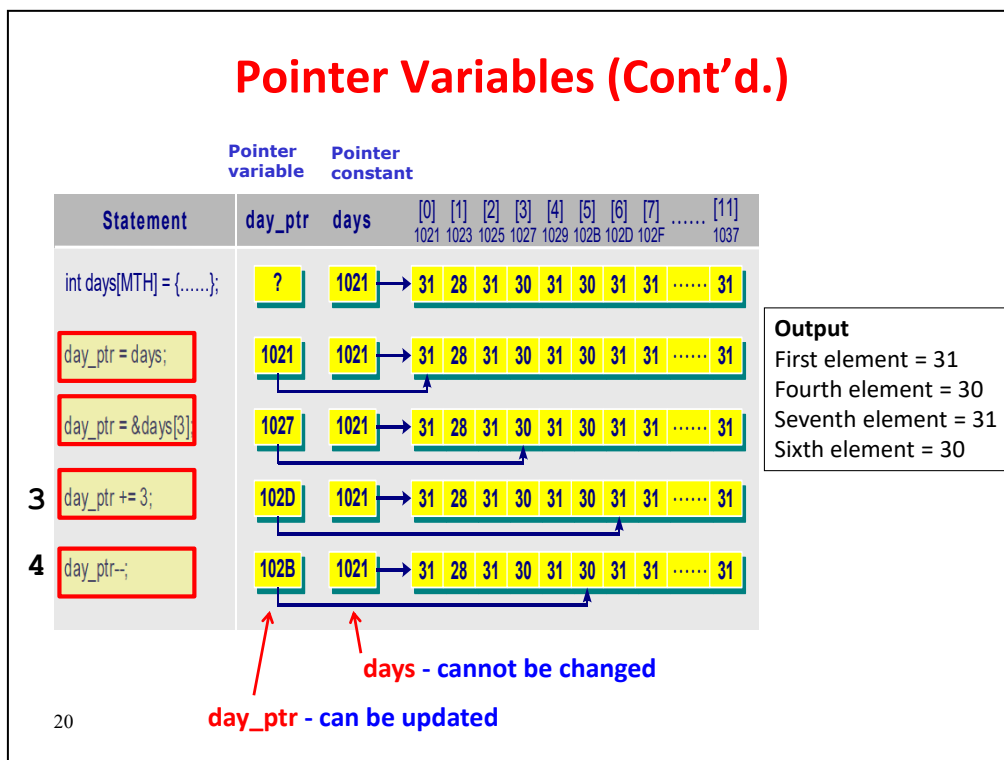 Pointer Variables (Cont'd.)
Pointer variable
Pointer constant
Statement day_ptr days [0] [1] [2] [3] [4] [5] [6] [7] ...... [11]
1021 1023 1025 1027 1029 102B 102D 102F 1037
int days[MTH] = {......}; ? 1021 31 28 31 30 31 30 31 31 ...... 31
day_ptr = days; 1021 1021 31 28 31 30 31 30 31 31 ...... 31
day_ptr = &days[3]; 1027 1021 31 28 31 30 31 30 31 31 ...... 31
3 day_ptr += 3; 102D 1021 31 28 31 30 31 30 31 31 ...... 31
4 day_ptr--; 102B 1021 31 28 31 30 31 30 31 31 ...... 31
Output
First element = 31
Fourth element = 30
Seventh element = 31
Sixth element = 30
days - cannot be changed
day_ptr - can be updated
20